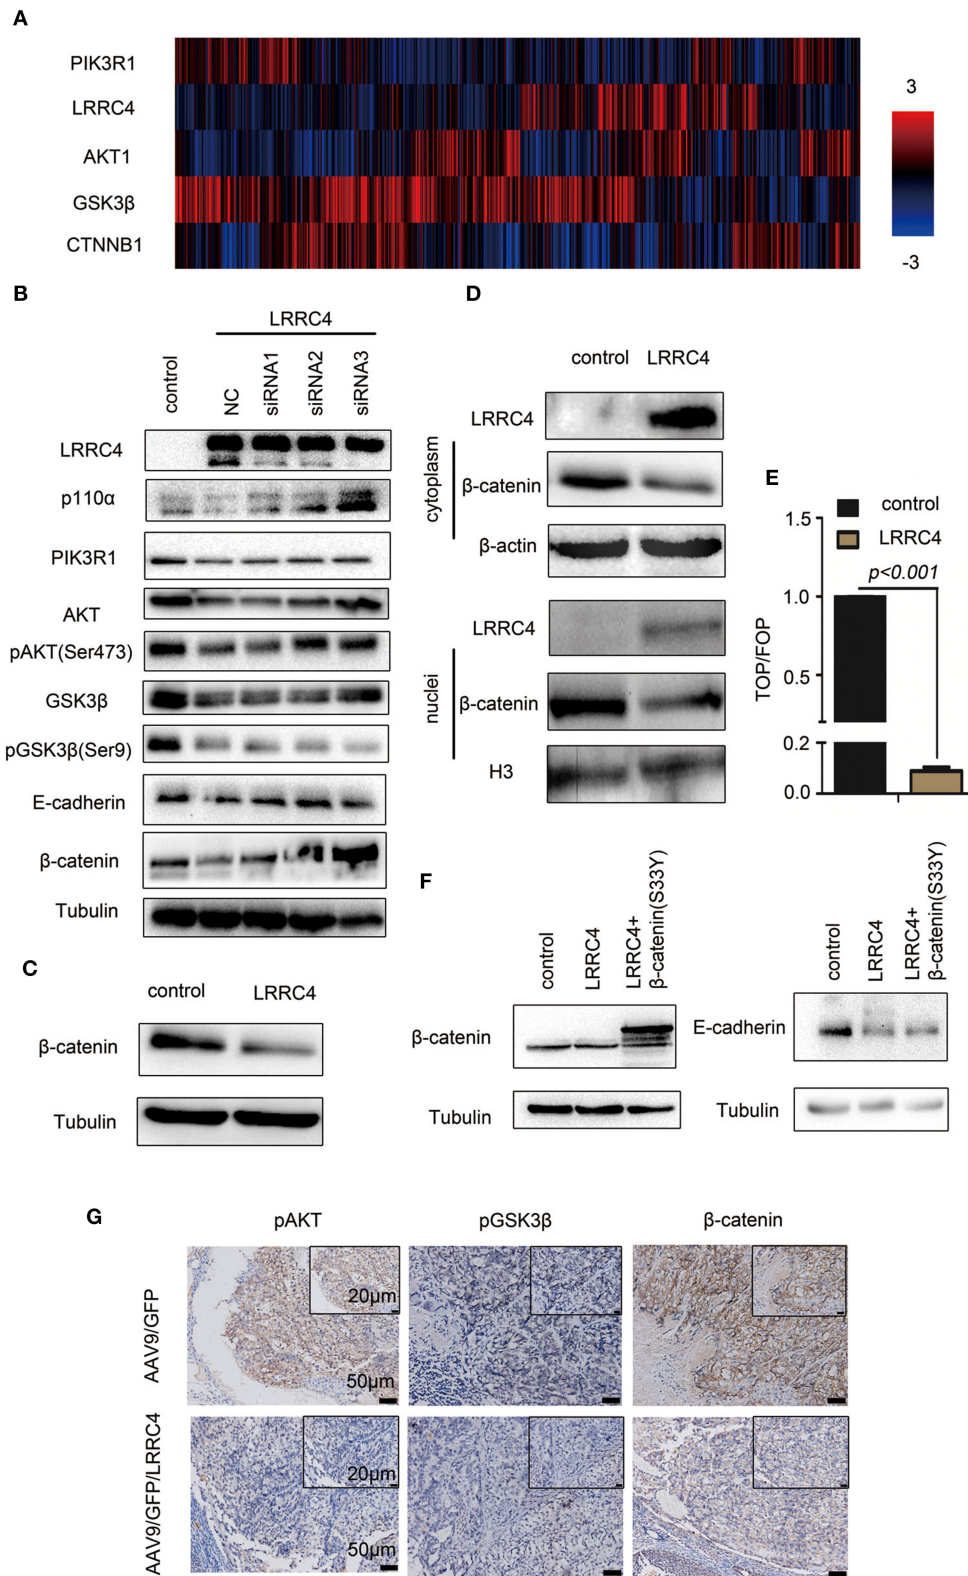 A
PIK3R1
LRRC4
AKT1
GSK3β
CTNNB1
3
-3
B
LRRC4
control
NC
siRNA1
siRNA2
siRNA3
LRRC4
p110α
PIK3R1
AKT
pAKT(Ser473)
GSK3β
pGSK3β(Ser9)
E-cadherin
β-catenin
Tubulin
C
control LRRC4
β-catenin
Tubulin
D
control LRRC4
cytoplasm
LRRC4
β-catenin
β-actin
nuclei
LRRC4
β-catenin
H3
E
control
LRRC4
p<0.001
TOP/FOP
1.5
1.0
0.5
0.2
0.0
F
control
LRRC4
LRRC4+
β-catenin(S33Y)
β-catenin
Tubulin
control
LRRC4
LRRC4+
β-catenin(S33Y)
E-cadherin
Tubulin
G
pAKT pGSK3β β-catenin
AAV9/GFP
20μm
50μm
AAV9/GFP/LRRC4
20μm
50μm